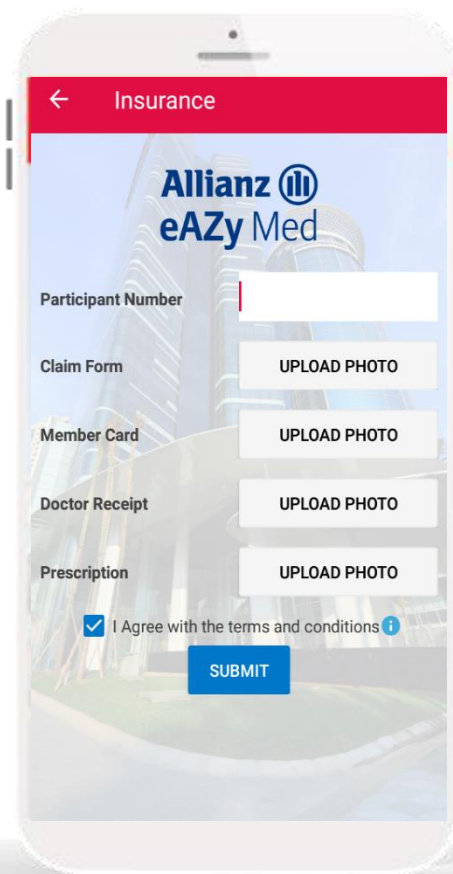 Insurance
Allianz
eAZy Med
Participant Number
Claim Form UPLOAD PHOTO
Member Card UPLOAD PHOTO
Doctor Receipt UPLOAD PHOTO
Prescription UPLOAD PHOTO
I Agree with the terms and conditions
SUBMIT